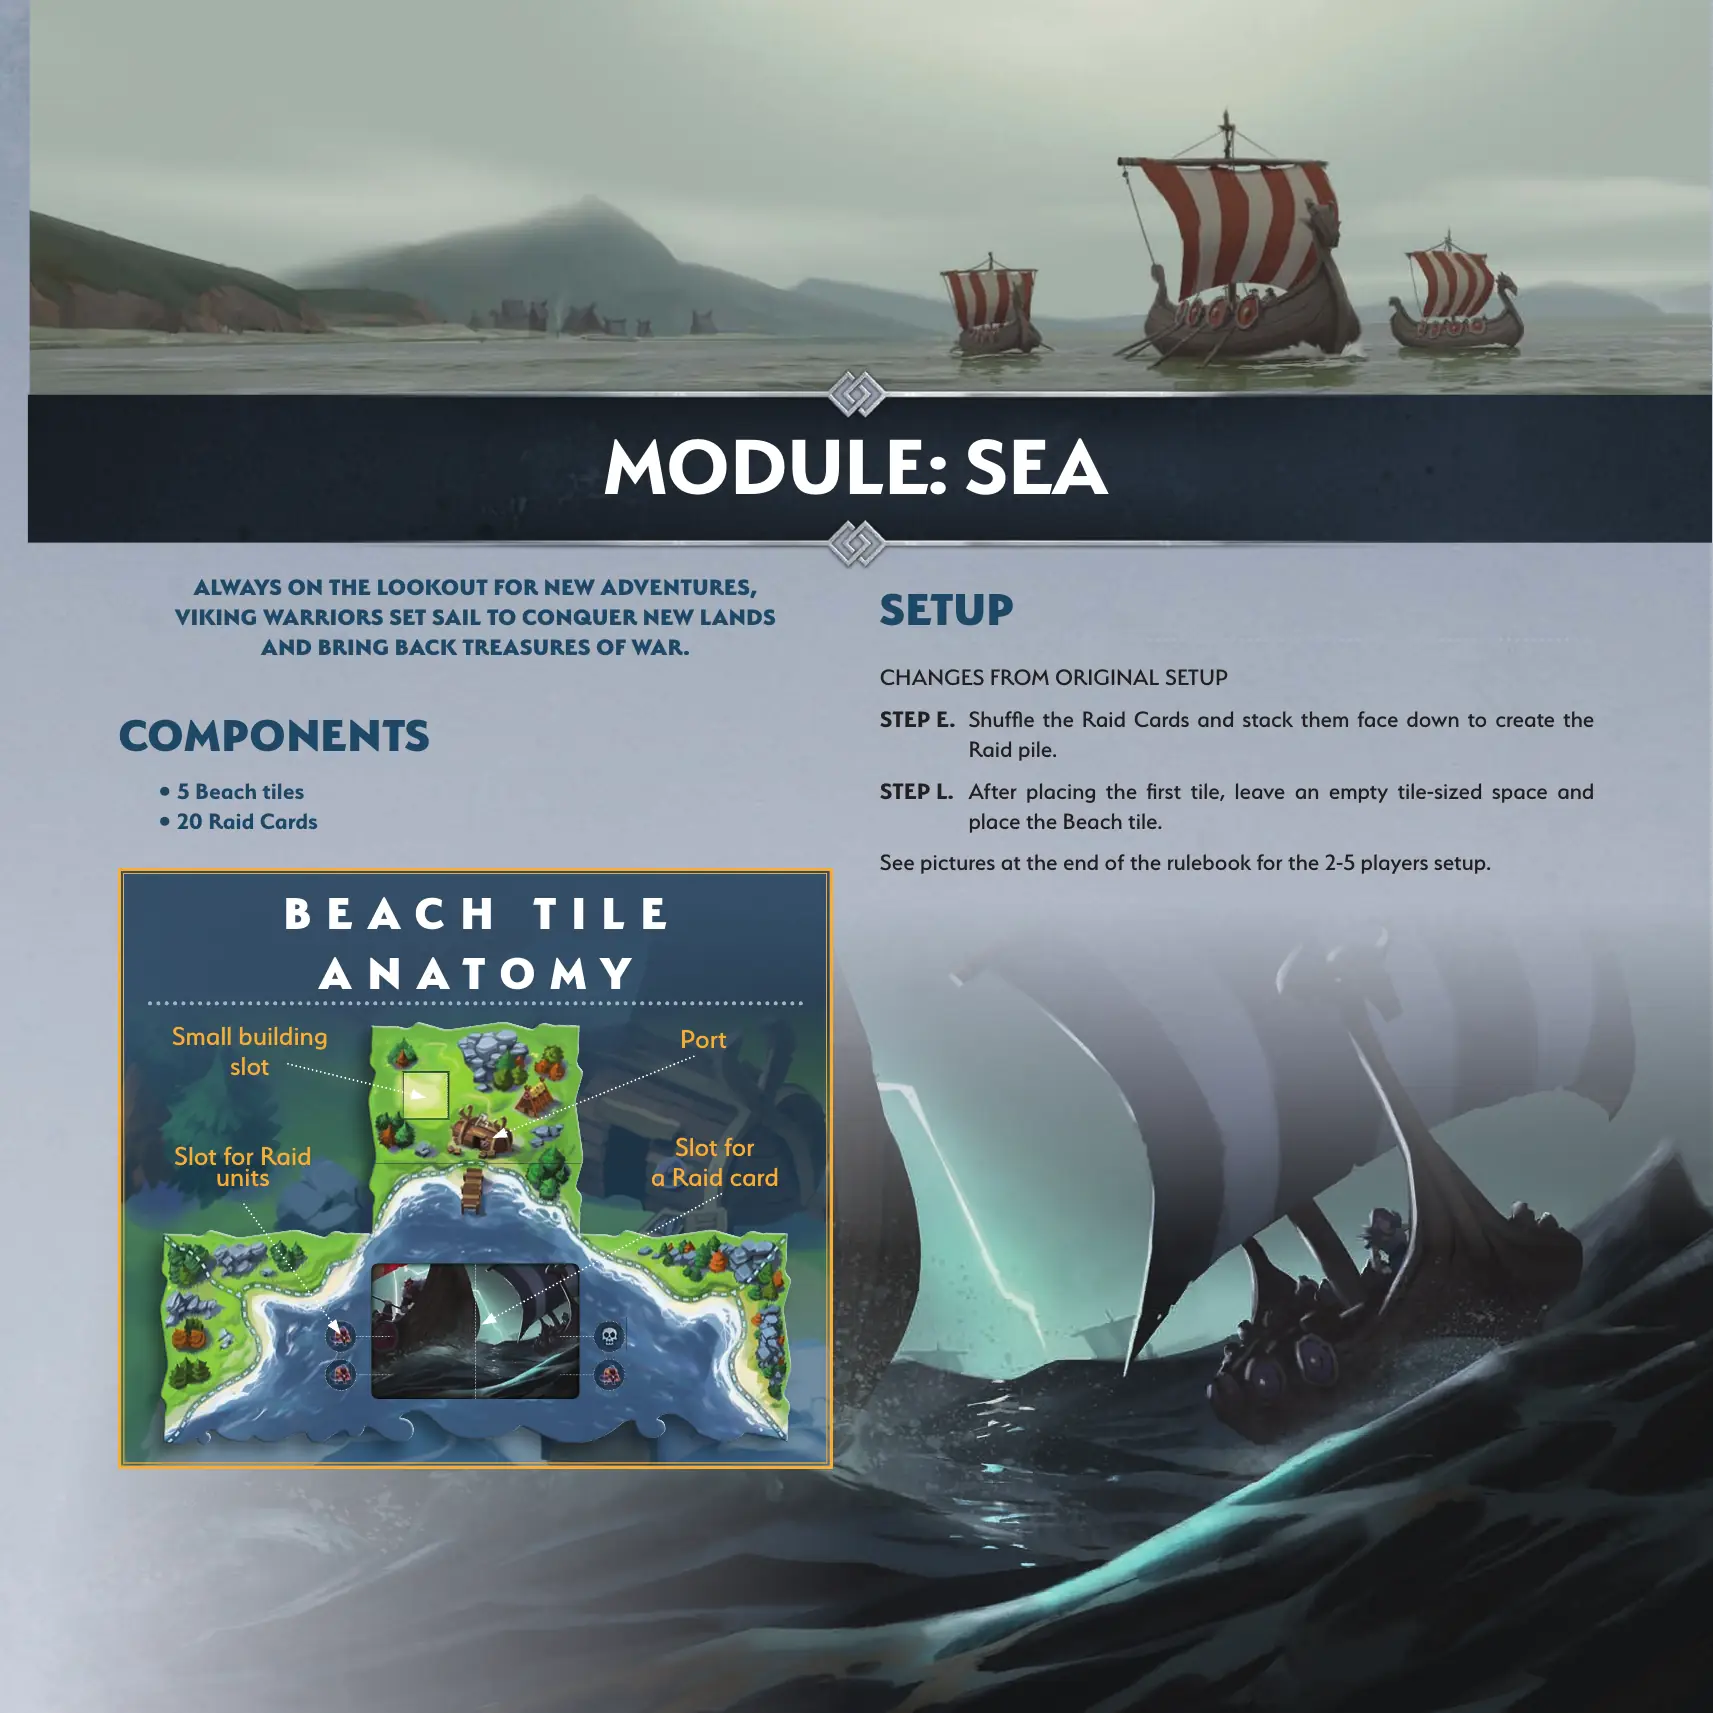 MODULE: SEA
ALWAYS ON THE LOOKOUT FOR NEW ADVENTURES,
VIKING WARRIORS SET SAIL TO CONQUER NEW LANDS
AND BRING BACK TREASURES OF WAR.
COMPONENTS
• 5 Beach tiles
• 20 Raid Cards
BEACH TILE
ANATOMY
Small building
slot
Port
Slot for Raid
units
Slot for
a Raid card
SETUP
CHANGES FROM ORIGINAL SETUP
STEP E. Shuffle the Raid Cards and stack them face down to create the
Raid pile.
STEP L. After placing the first tile, leave an empty tile-sized space and
place the Beach tile.
See pictures at the end of the rulebook for the 2-5 players setup.